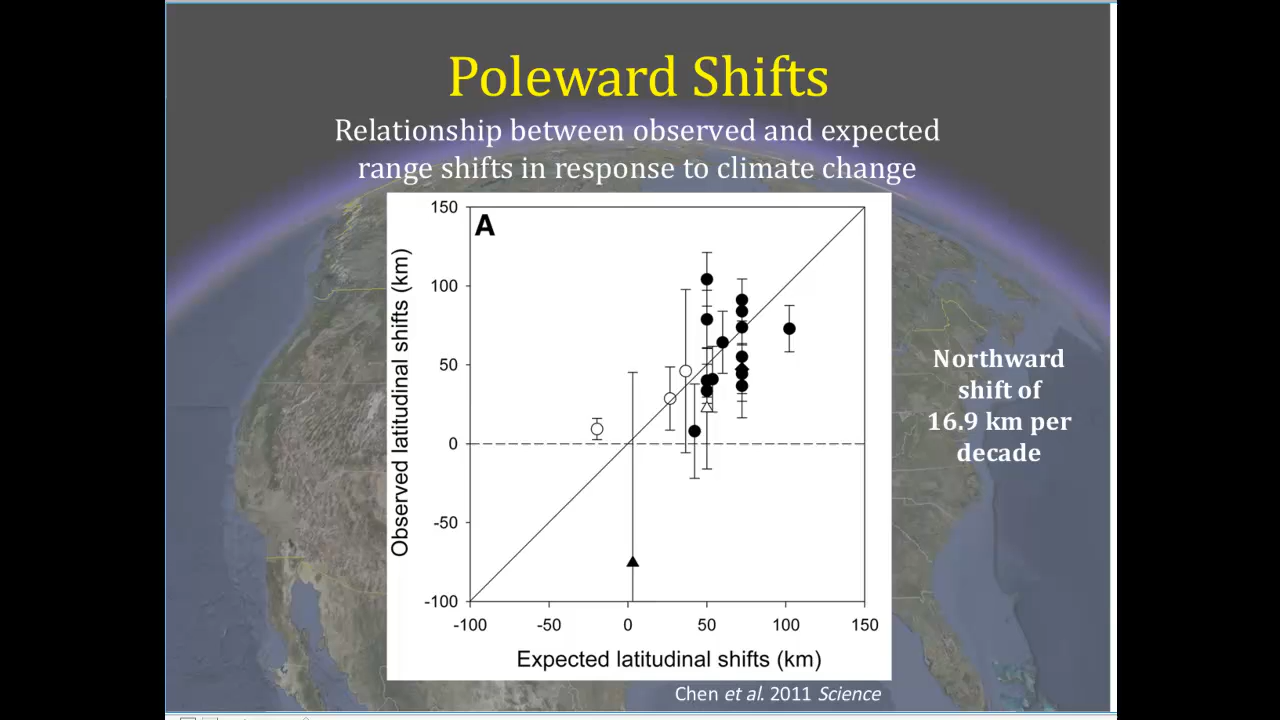 Poleward Shifts
Relationship between observed and expected
range shifts in response to climate change
A
150
100
50
0
-50
-100
Observed latitudinal shifts (km)
-100 -50 0 50 100 150
Expected latitudinal shifts (km)
Northward
shift of
16.9 km per
decade
Chen et al. 2011 Science